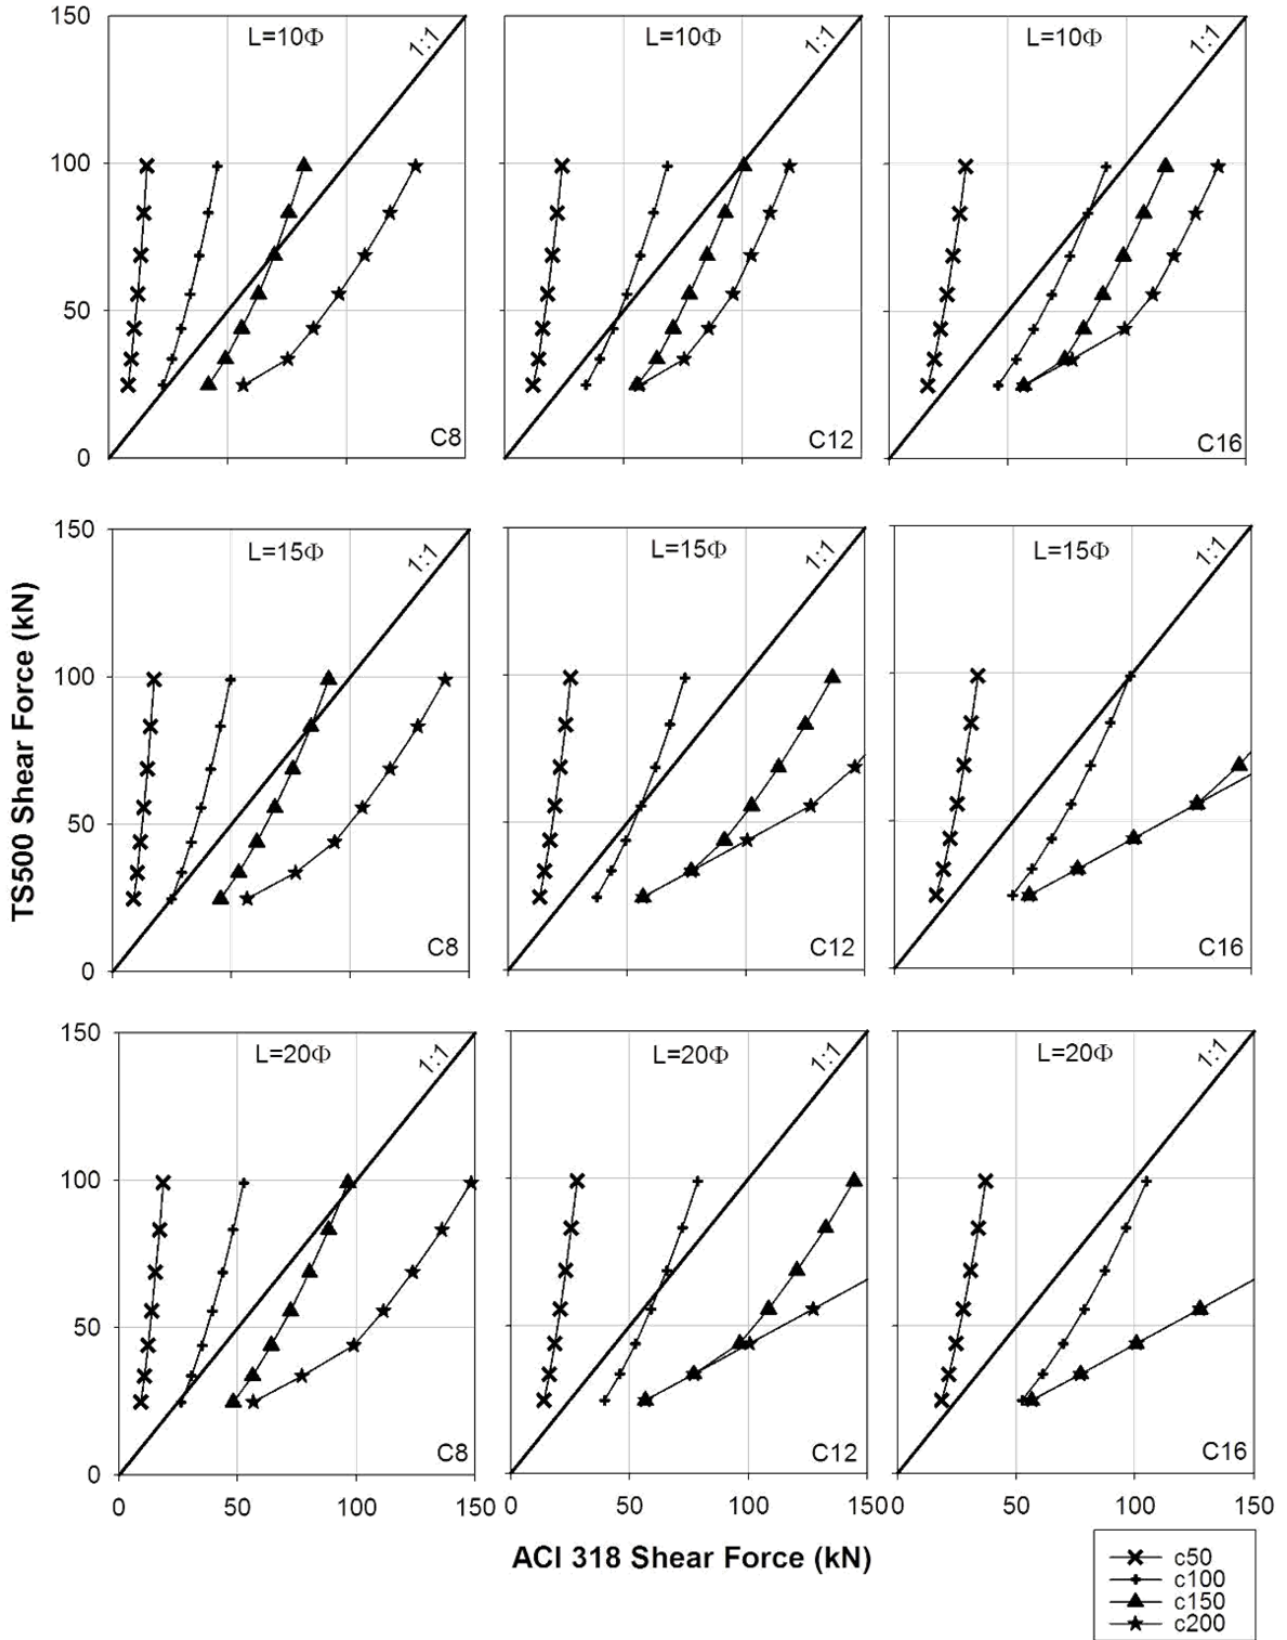 150
L=10Φ
1:1
L=10Φ
1:1
L=10Φ
1:1
100
50
0
C8
C12
C16
TS500 Shear Force (kN)
150
L=15Φ
1:1
L=15Φ
1:1
L=15Φ
1:1
100
50
0
C8
C12
C16
150
L=20Φ
1:1
L=20Φ
1:1
L=20Φ
1:1
100
50
0
C8
C12
C16
0 50 100 150 0 50 100 150 0 50 100 150
ACI 318 Shear Force (kN)
c50
c100
c150
c200